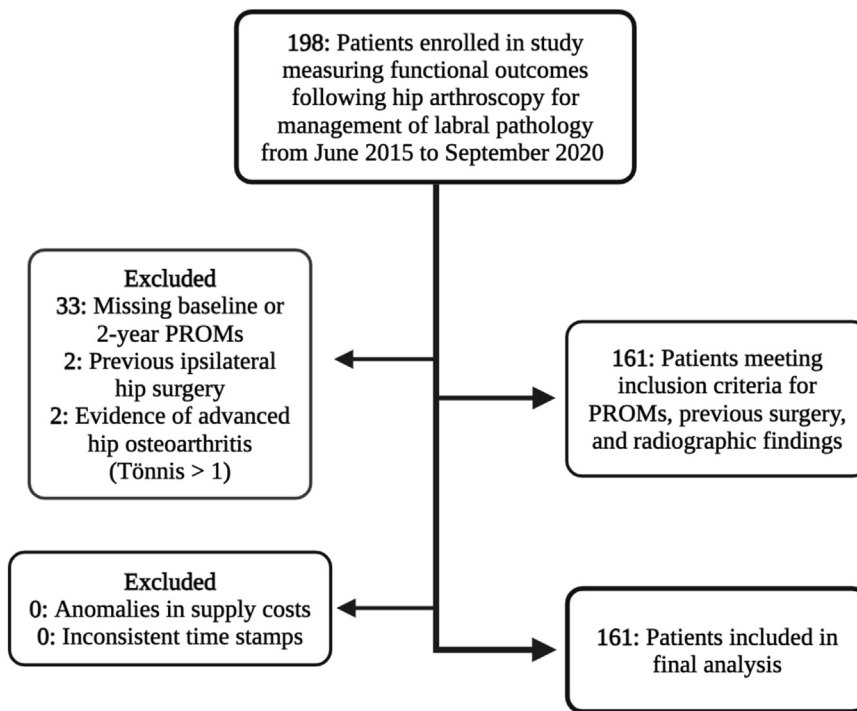 198: Patients enrolled in study
measuring functional outcomes
following hip arthroscopy for
management of labral pathology
from June 2015 to September 2020
Excluded
33: Missing baseline or
2-year PROMs
2: Previous ipsilateral
hip surgery
2: Evidence of advanced
hip osteoarthritis
(Tönnis > 1)
161: Patients meeting
inclusion criteria for
PROMs, previous surgery,
and radiographic findings
Excluded
0: Anomalies in supply costs
0: Inconsistent time stamps
161: Patients included in
final analysis